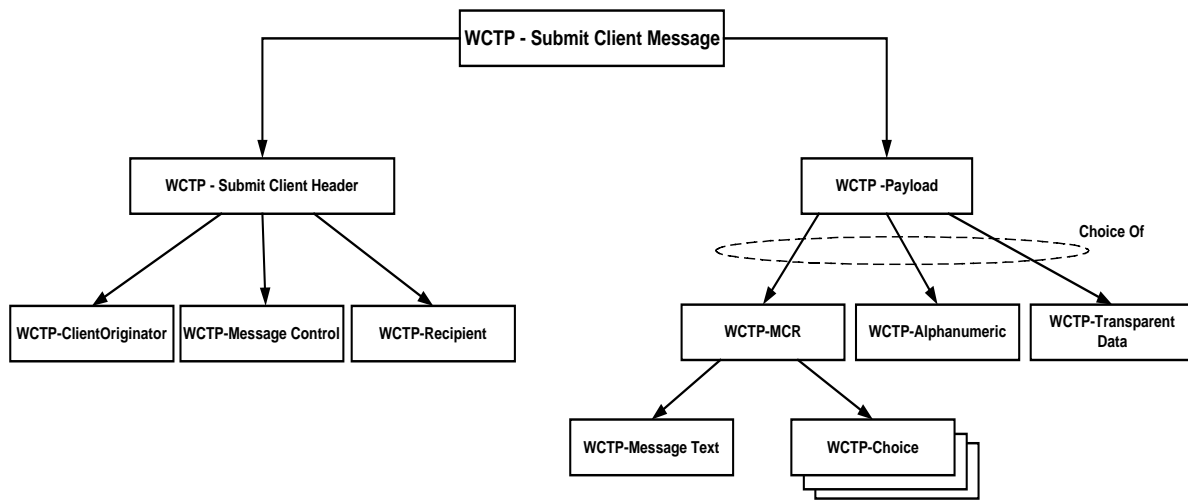 WCTP - Submit Client Message
WCTP - Submit Client Header
WCTP -Payload
Choice Of
WCTP-ClientOriginator
WCTP-Message Control
WCTP-Recipient
WCTP-MCR
WCTP-Alphanumeric
WCTP-Transparent
Data
WCTP-Message Text
WCTP-Choice